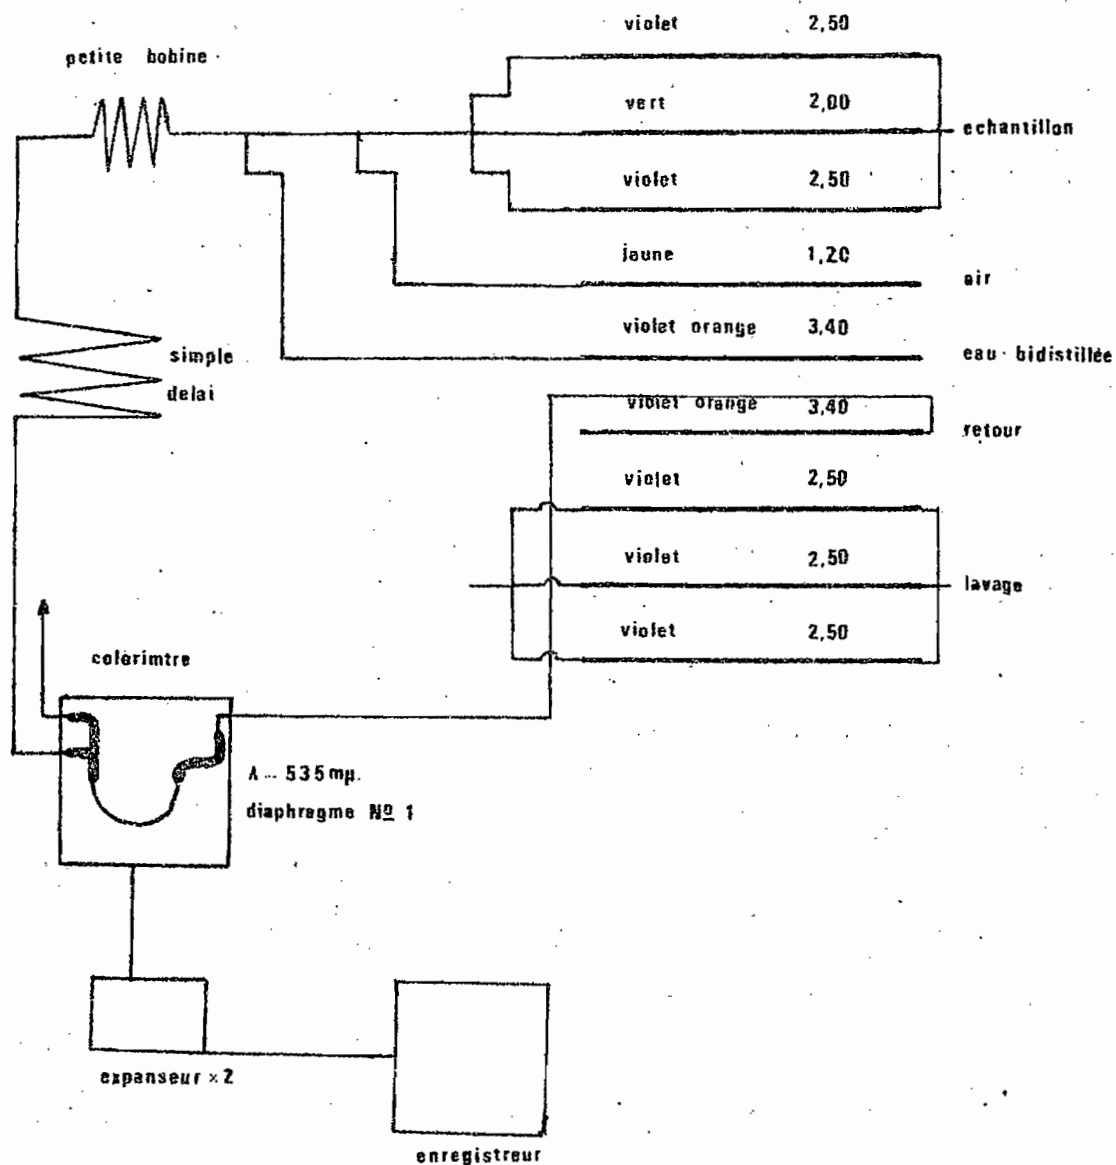 violet 2,50
petite bobine
vert 2,00
echantillon
violet 2,50
jaune 1,20
air
violet orange 3,40
eau bidistillée
simple
delai
violet orange 3,40
retour
violet 2,50
violet 2,50
lavage
violet 2,50
colorimtre
λ - 535 mμ.
diaphragme Nº 1
expanseur × 2
enregistreur